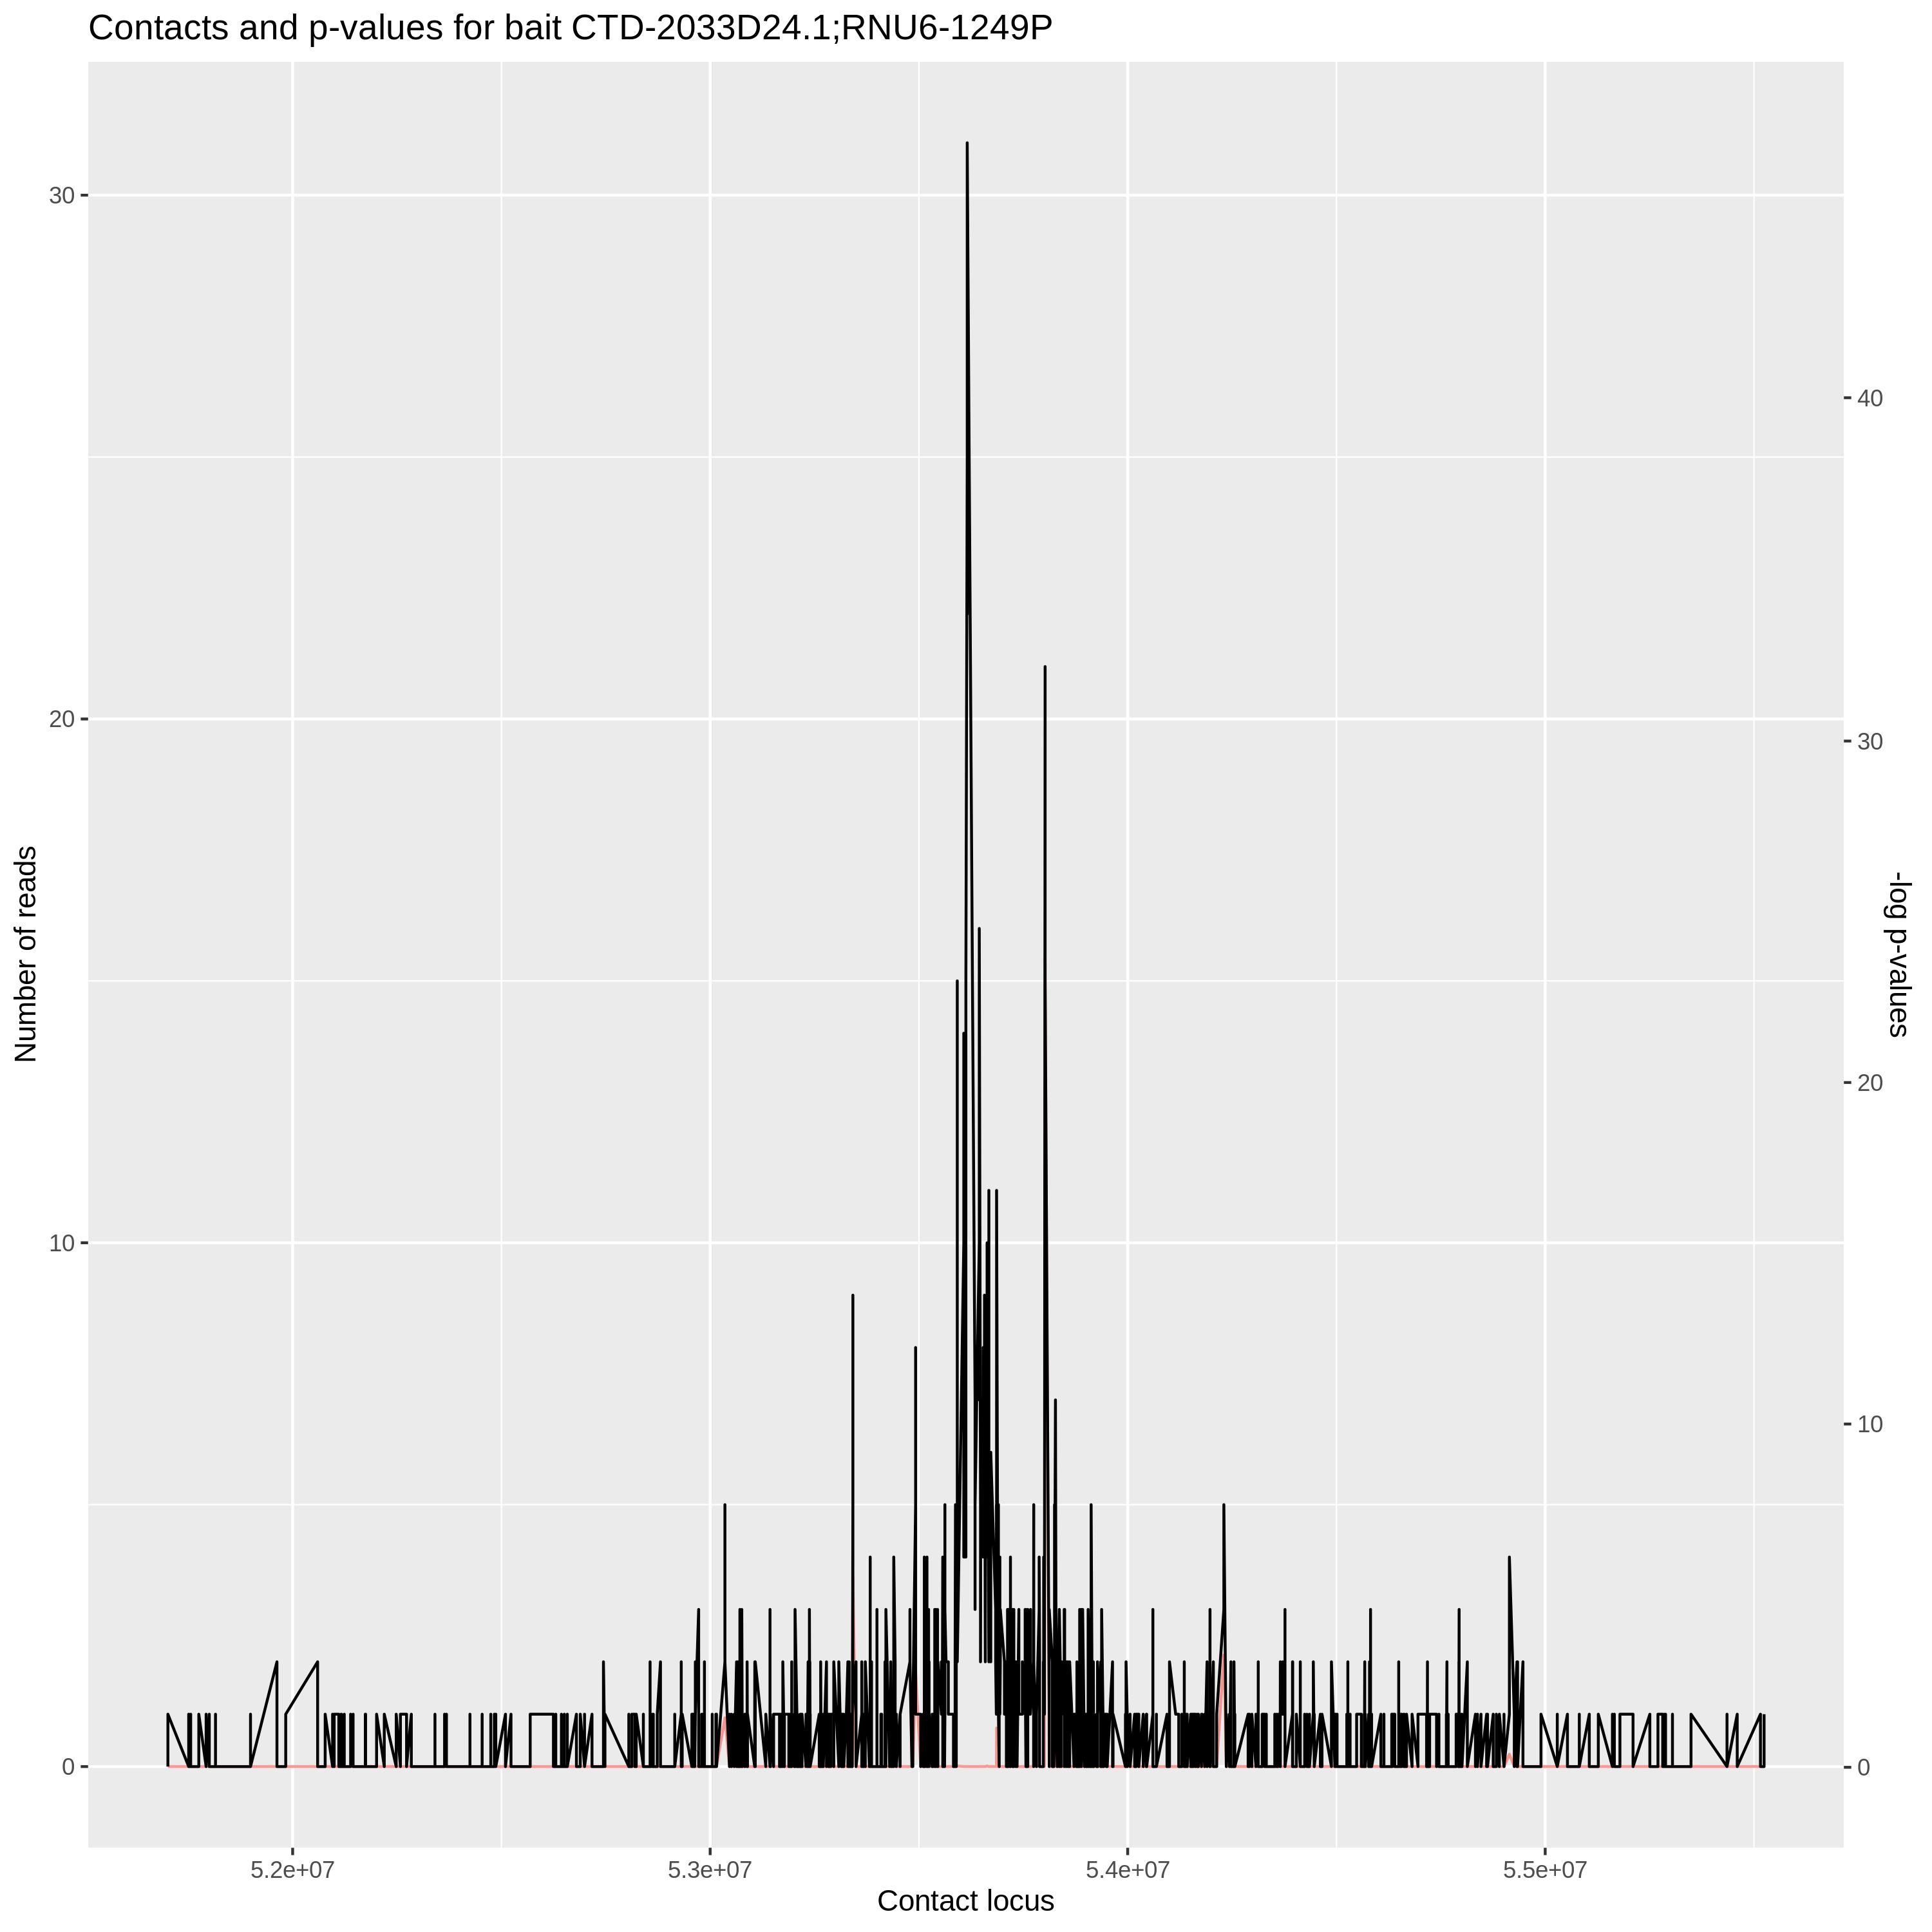 Contacts and p-values for bait CTD-2033D24.1;RNU6-1249P
30
20
10
0
Number of reads
40
30
20
10
0
-log p-values
5.2e+07
5.3e+07
5.4e+07
5.5e+07
Contact locus